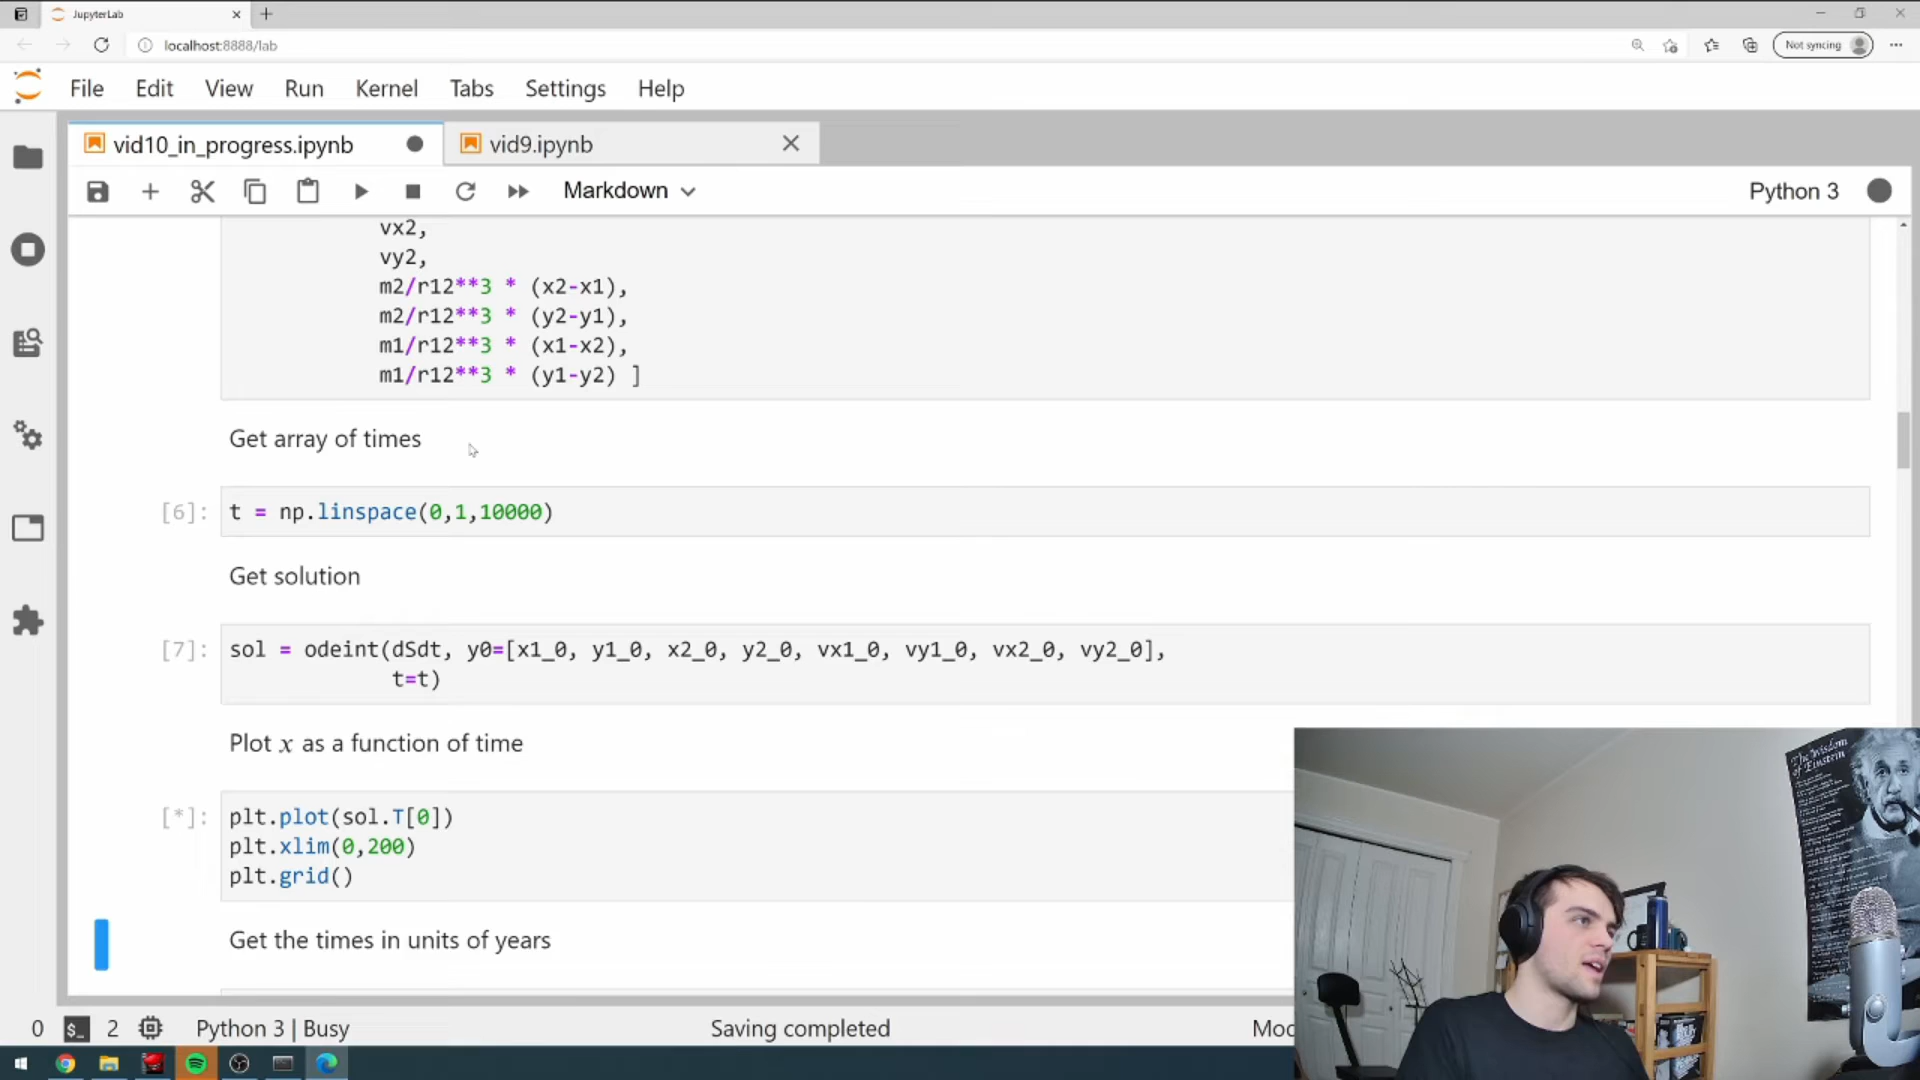 JupyterLab
localhost:8888/lab
Not syncing
File Edit View Run Kernel Tabs Settings Help
vid10_in_progress.ipynb
vid9.ipynb
Markdown
Python 3
vx2,
vy2,
m2/r12**3 * (x2-x1),
m2/r12**3 * (y2-y1),
m1/r12**3 * (x1-x2),
m1/r12**3 * (y1-y2) ]
Get array of times
[6]: t = np.linspace(0,1,10000)
Get solution
[7]: sol = odeint(dSdt, y0=[x1_0, y1_0, x2_0, y2_0, vx1_0, vy1_0, vx2_0, vy2_0],
t=t)
Plot x as a function of time
[*]: plt.plot(sol.T[0])
plt.xlim(0,200)
plt.grid()
Get the times in units of years
The Wisdom
of Einstein
0 $_ 2 Python 3 | Busy Saving completed